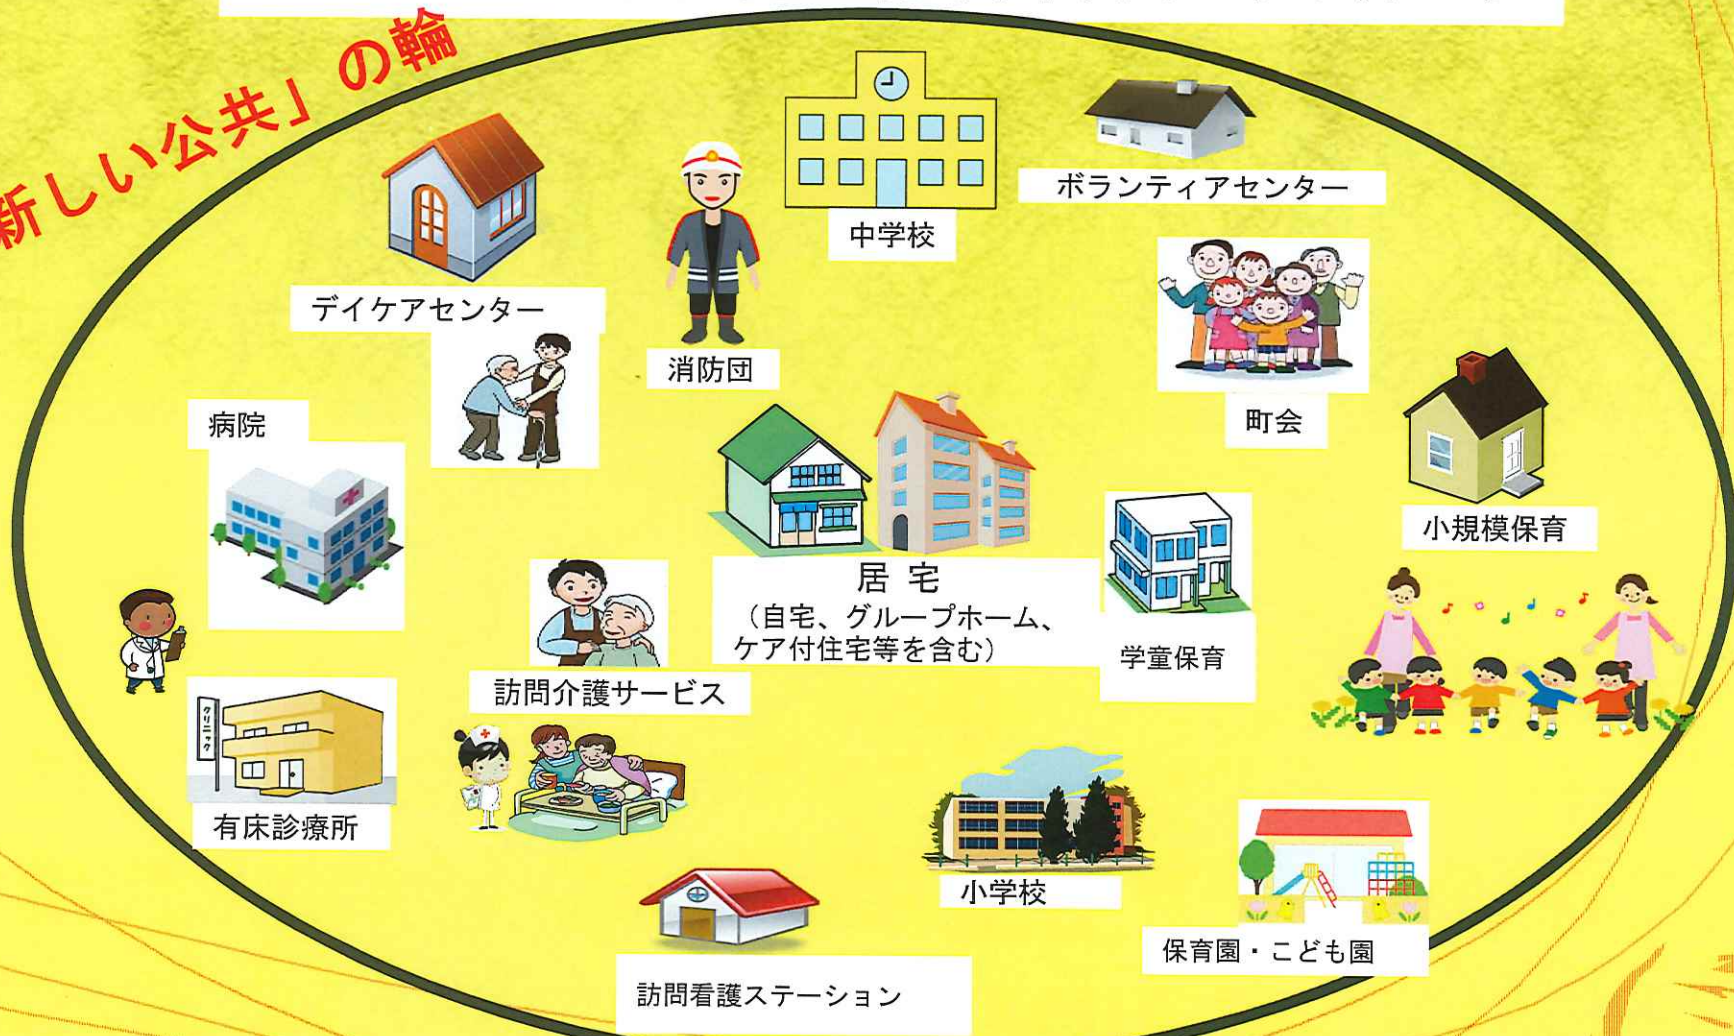 新しい公共」の輪
中学校
ボランティアセンター
デイケアセンター
消防団
町会
病院
小規模保育
居 宅
（自宅、グループホーム、
ケア付住宅等を含む）
学童保育
訪問介護サービス
クリニック
有床診療所
小学校
保育園・こども園
訪問看護ステーション